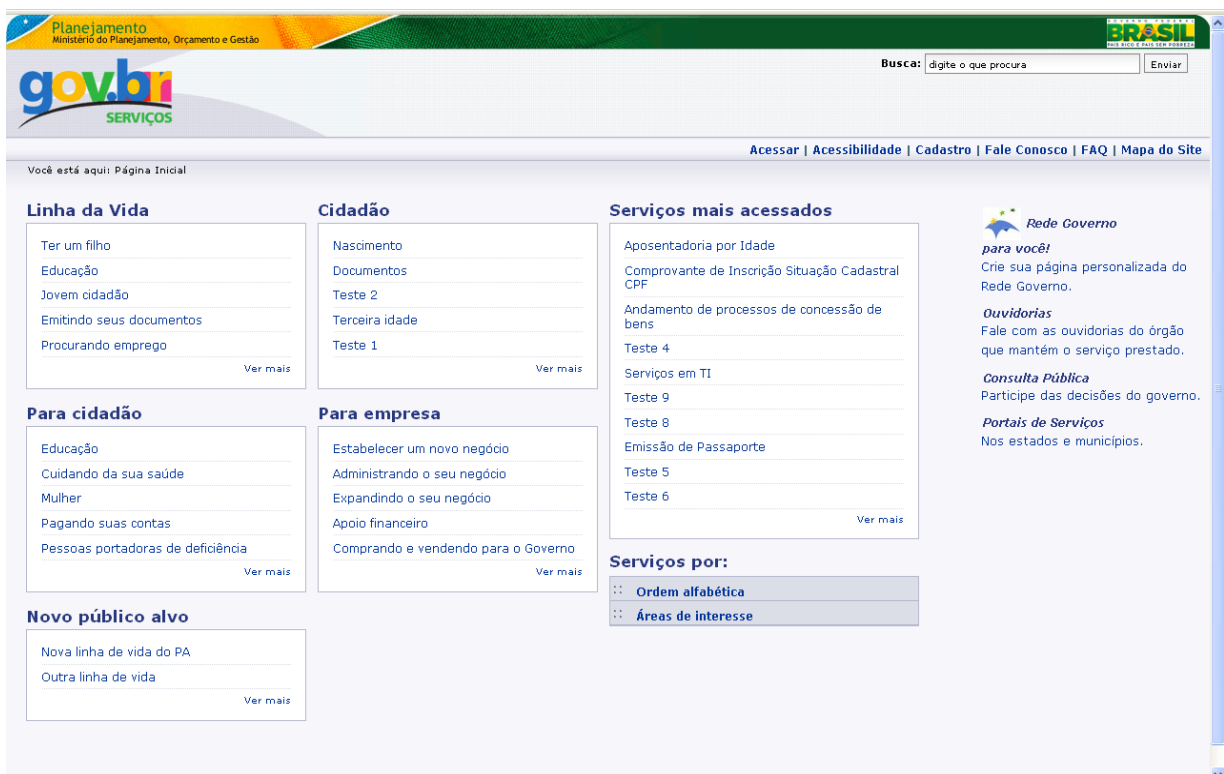 Planejamento
Ministério do Planejamento, Orçamento e Gestão
GOVERNO FEDERAL
BRASIL
PAÍS RICO É PAÍS SEM POBREZA
Busca: digite o que procura Enviar
gov.br
SERVIÇOS
Acessar | Acessibilidade | Cadastro | Fale Conosco | FAQ | Mapa do Site
Você está aqui: Página Inicial
Linha da Vida
Ter um filho
Educação
Jovem cidadão
Emitindo seus documentos
Procurando emprego
Ver mais
Cidadão
Nascimento
Documentos
Teste 2
Terceira idade
Teste 1
Ver mais
Para cidadão
Educação
Cuidando da sua saúde
Mulher
Pagando suas contas
Pessoas portadoras de deficiência
Ver mais
Para empresa
Estabelecer um novo negócio
Administrando o seu negócio
Expandindo o seu negócio
Apoio financeiro
Comprando e vendendo para o Governo
Ver mais
Novo público alvo
Nova linha de vida do PA
Outra linha de vida
Ver mais
Serviços mais acessados
Aposentadoria por Idade
Comprovante de Inscrição Situação Cadastral
CPF
Andamento de processos de concessão de
bens
Teste 4
Serviços em TI
Teste 9
Teste 8
Emissão de Passaporte
Teste 5
Teste 6
Ver mais
Serviços por:
Ordem alfabética
Áreas de interesse
Rede Governo
para você!
Crie sua página personalizada do
Rede Governo.
Ouvidorias
Fale com as ouvidorias do órgão
que mantém o serviço prestado.
Consulta Pública
Participe das decisões do governo.
Portais de Serviços
Nos estados e municípios.